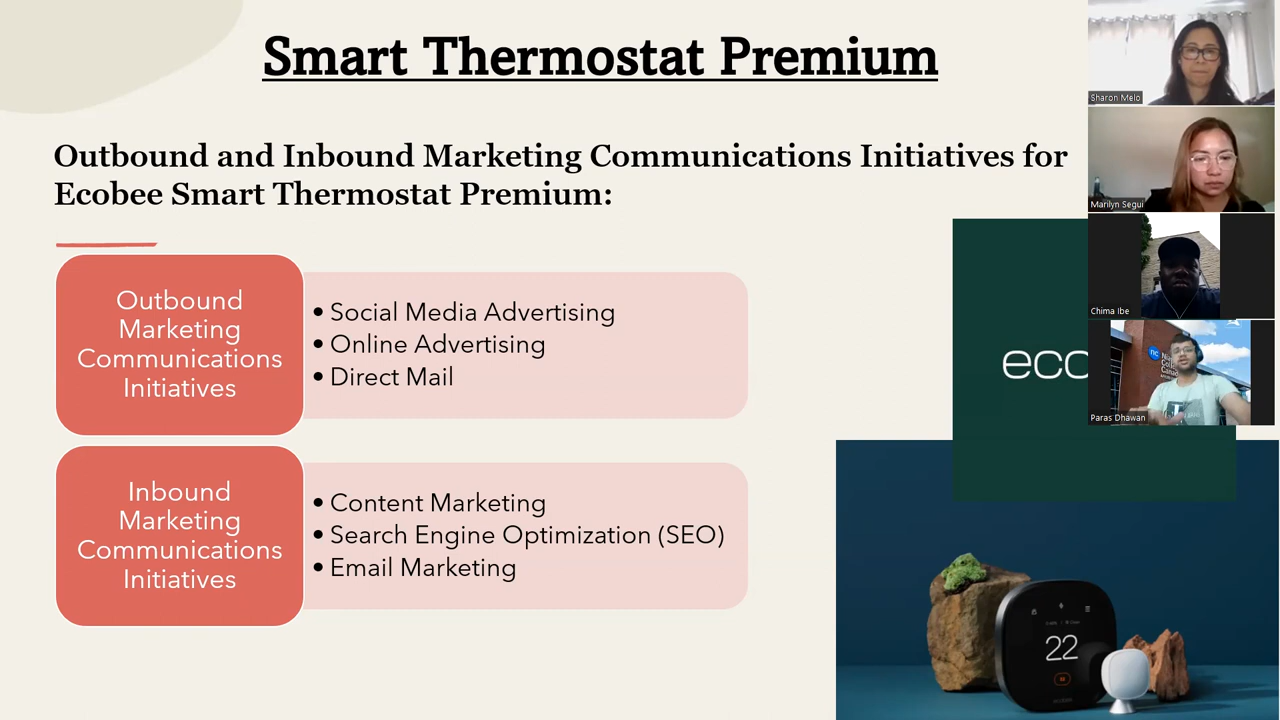 Smart Thermostat Premium
Outbound and Inbound Marketing Communications Initiatives for
Ecobee Smart Thermostat Premium:
Outbound
Marketing
Communications
Initiatives
• Social Media Advertising
• Online Advertising
• Direct Mail
Inbound
Marketing
Communications
Initiatives
• Content Marketing
• Search Engine Optimization (SEO)
• Email Marketing
Sharon Melo
Marilyn Segui
Chima Ibe
nc
Paras Dhawan
22